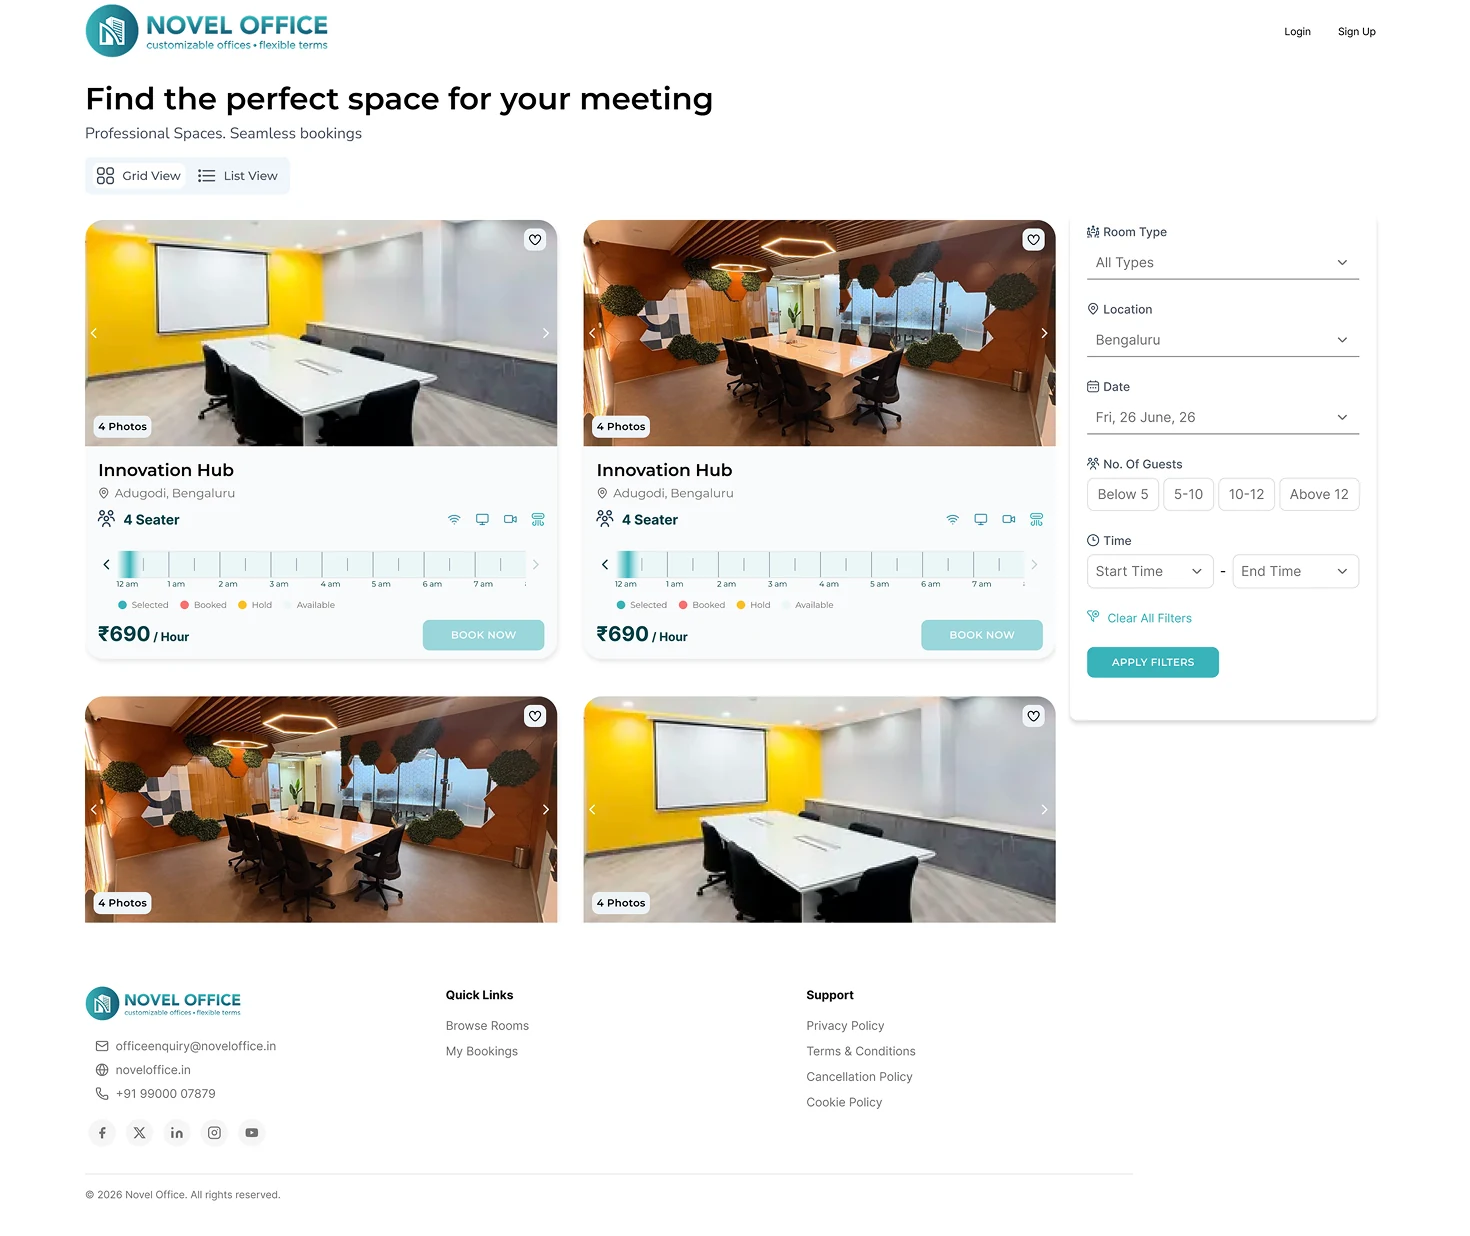 NOVEL OFFICE
customizable offices • flexible terms
Login
Sign Up
Find the perfect space for your meeting
Professional Spaces. Seamless bookings
Grid View
List View
4 Photos
Innovation Hub
Adugodi, Bengaluru
4 Seater
12 am 1 am 2 am 3 am 4 am 5 am 6 am 7 am
Selected Booked Hold Available
₹690 / Hour
BOOK NOW
4 Photos
Innovation Hub
Adugodi, Bengaluru
4 Seater
12 am 1 am 2 am 3 am 4 am 5 am 6 am 7 am
Selected Booked Hold Available
₹690 / Hour
BOOK NOW
Room Type
All Types
Location
Bengaluru
Date
Fri, 26 June, 26
No. Of Guests
Below 5 5-10 10-12 Above 12
Time
Start Time - End Time
Clear All Filters
APPLY FILTERS
4 Photos
4 Photos
NOVEL OFFICE
customizable offices • flexible terms
officeenquiry@noveloffice.in
noveloffice.in
+91 99000 07879
Quick Links
Browse Rooms
My Bookings
Support
Privacy Policy
Terms & Conditions
Cancellation Policy
Cookie Policy
© 2026 Novel Office. All rights reserved.